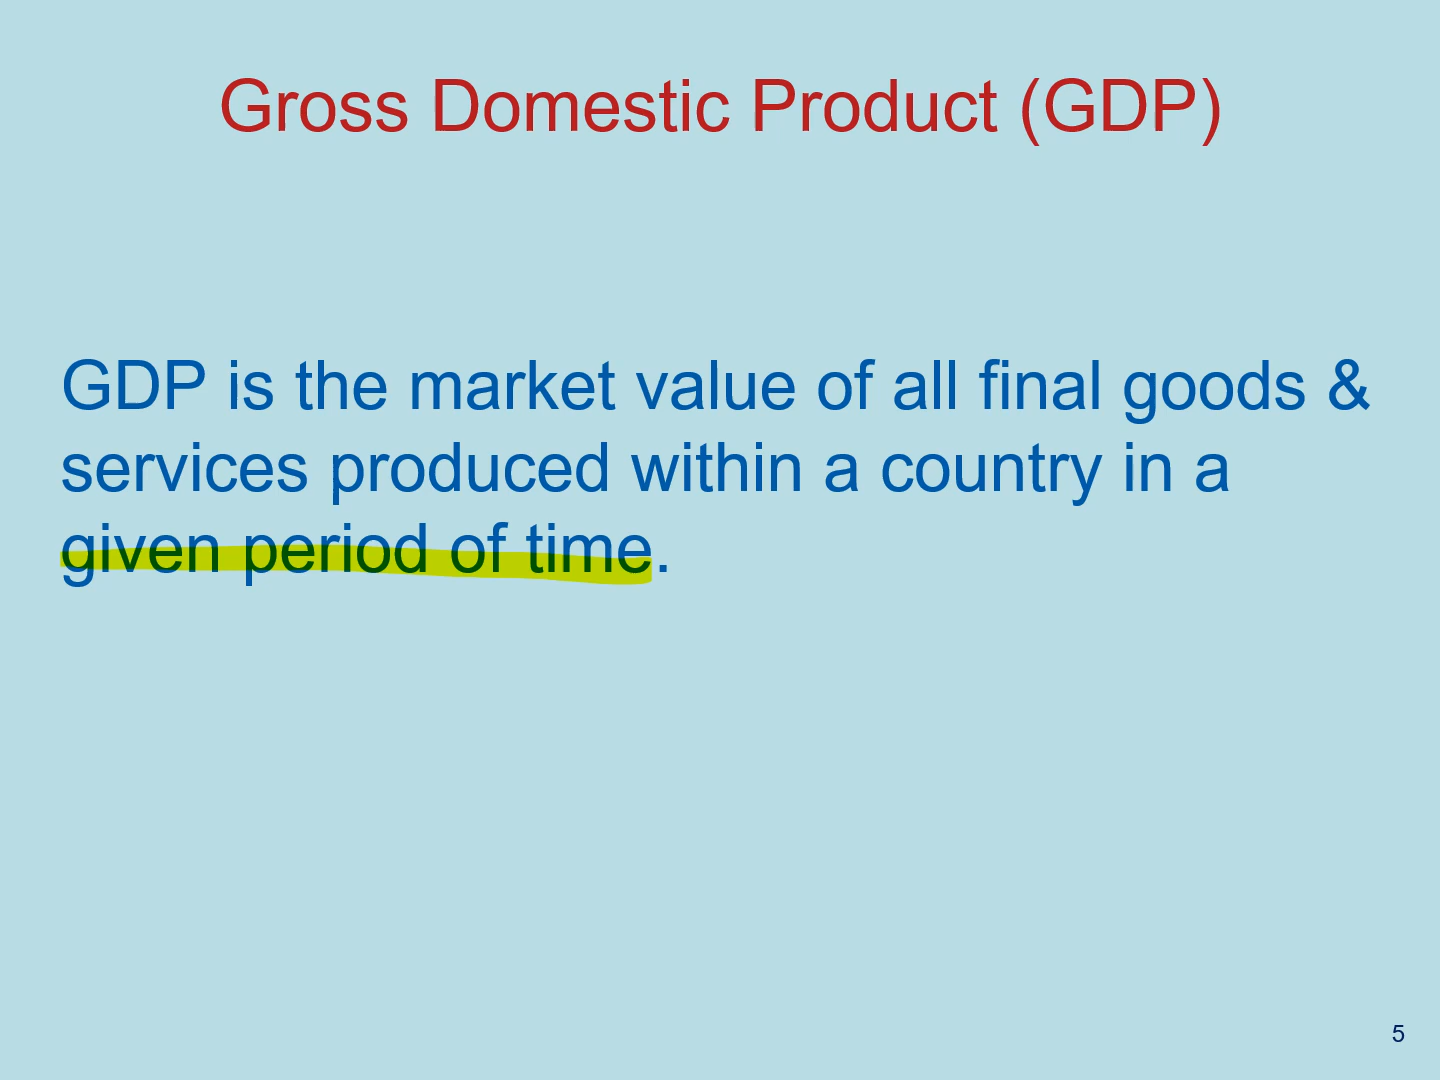 Gross Domestic Product (GDP)
GDP is the market value of all final goods &
services produced within a country in a
given period of time.
5